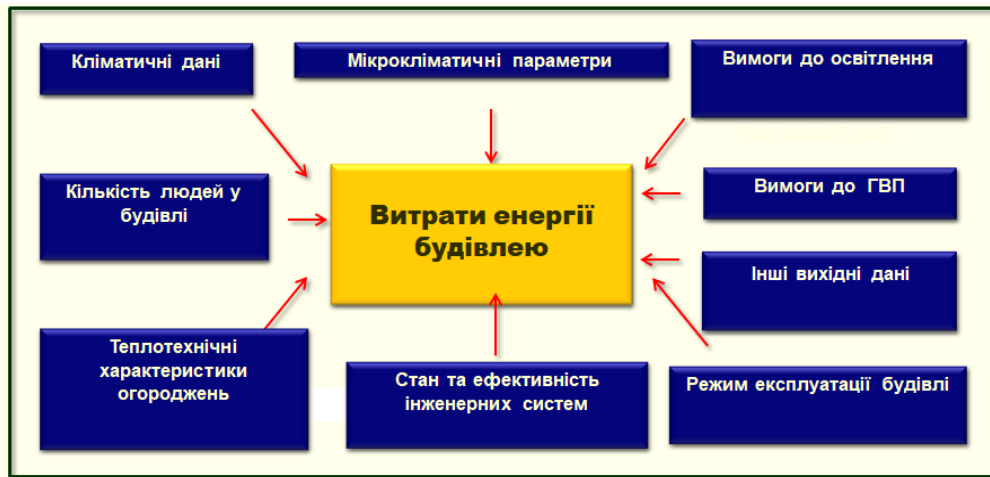 Кліматичні дані
Мікрокліматичні параметри
Вимоги до освітлення
Кількість людей у
будівлі
Витрати енергії
будівлею
Вимоги до ГВП
Інші вихідні дані
Теплотехнічні
характеристики
огороджень
Стан та ефективність
інженерних систем
Режим експлуатації будівлі